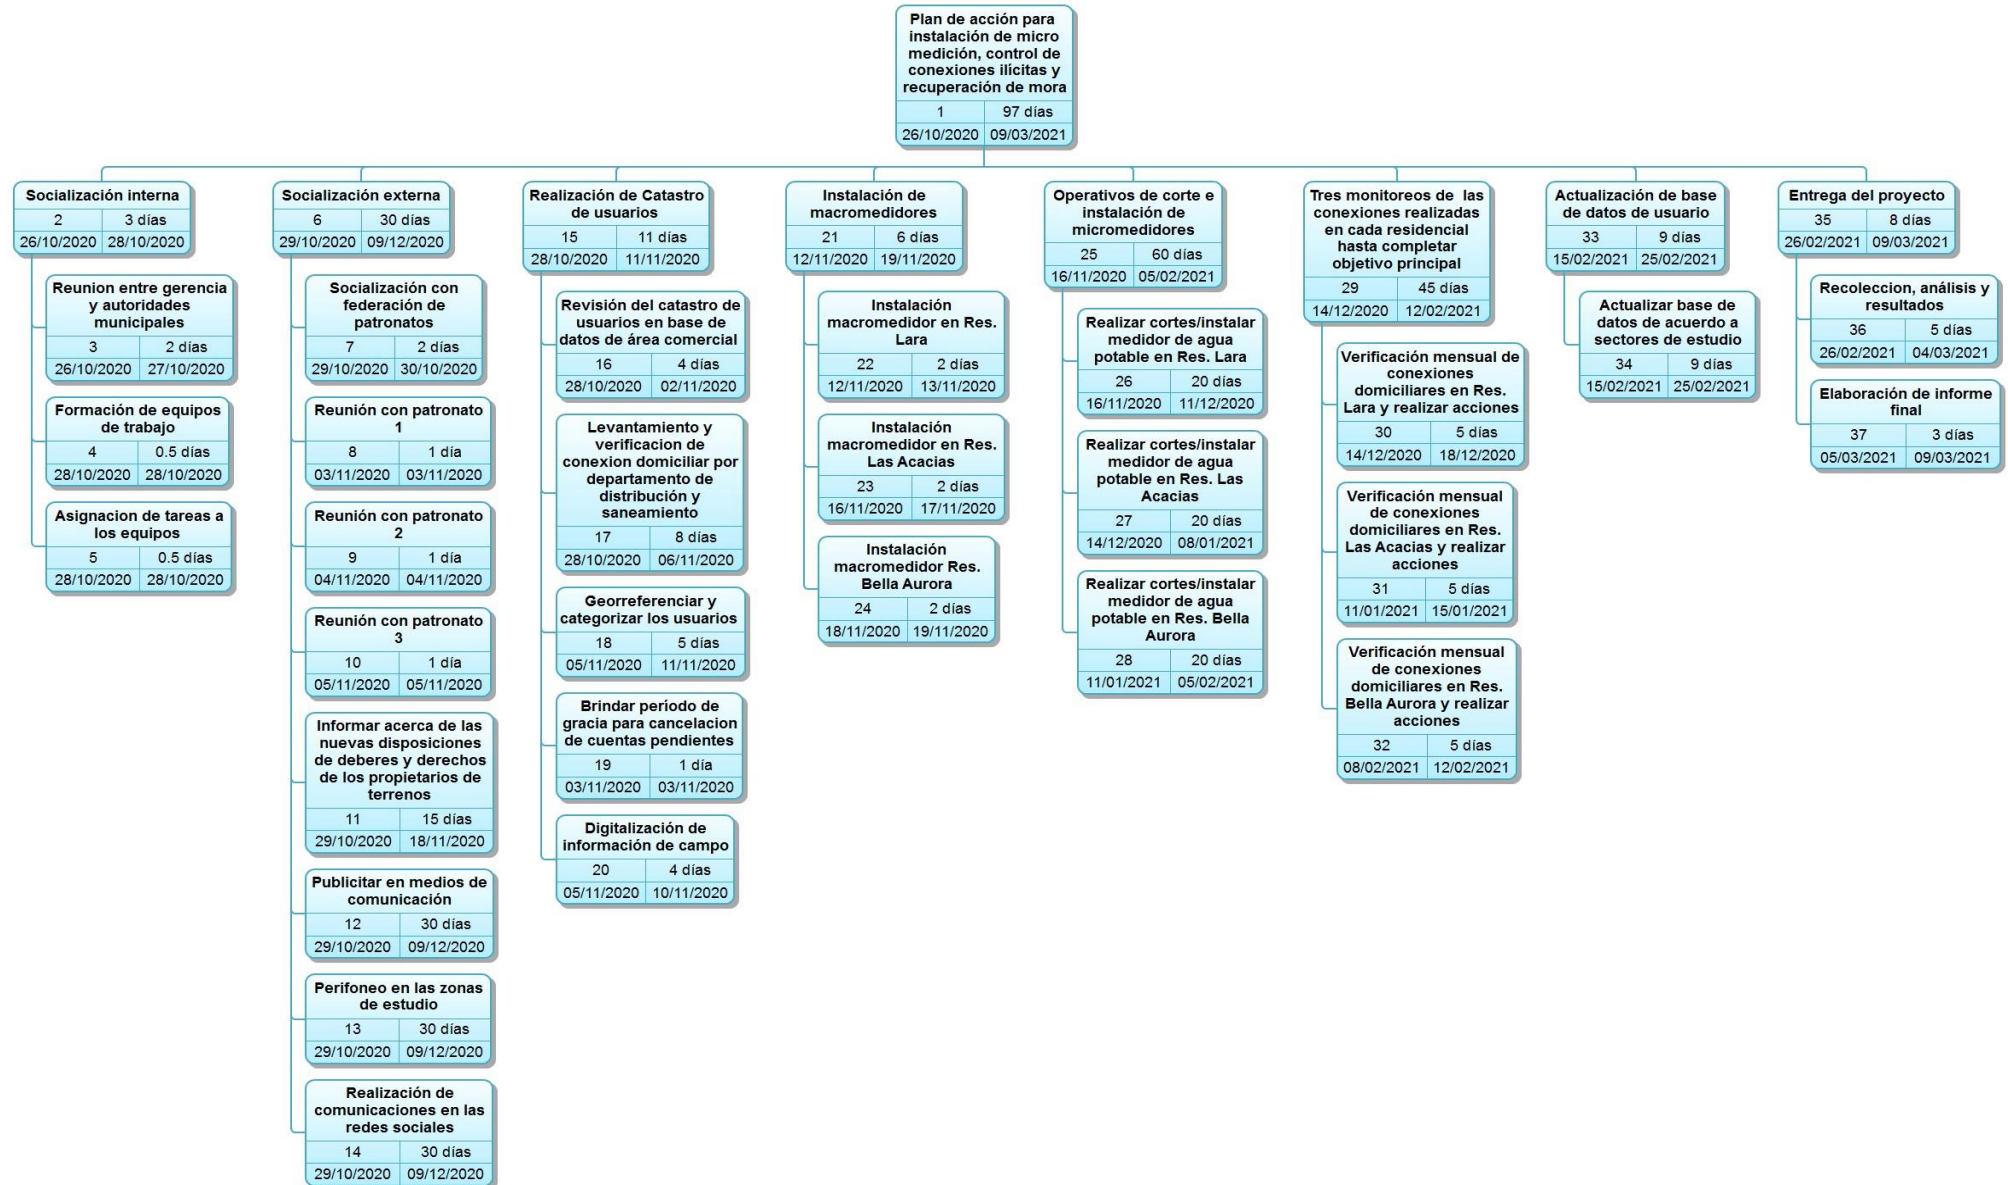 Plan de acción para
instalación de micro
medición, control de
conexiones ilícitas y
recuperación de mora
1 97 días
26/10/2020 09/03/2021
Socialización interna
2 3 días
26/10/2020 28/10/2020
Reunion entre gerencia
y autoridades
municipales
3 2 días
26/10/2020 27/10/2020
Formación de equipos
de trabajo
4 0.5 días
28/10/2020 28/10/2020
Asignacion de tareas a
los equipos
5 0.5 días
28/10/2020 28/10/2020
Socialización externa
6 30 días
29/10/2020 09/12/2020
Socialización con
federación de
patronatos
7 2 días
29/10/2020 30/10/2020
Reunión con patronato
1
8 1 día
03/11/2020 03/11/2020
Reunión con patronato
2
9 1 día
04/11/2020 04/11/2020
Reunión con patronato
3
10 1 día
05/11/2020 05/11/2020
Informar acerca de las
nuevas disposiciones
de deberes y derechos
de los propietarios de
terrenos
11 15 días
29/10/2020 18/11/2020
Publicitar en medios de
comunicación
12 30 días
29/10/2020 09/12/2020
Perifoneo en las zonas
de estudio
13 30 días
29/10/2020 09/12/2020
Realización de
comunicaciones en las
redes sociales
14 30 días
29/10/2020 09/12/2020
Realización de Catastro
de usuarios
15 11 días
28/10/2020 11/11/2020
Revisión del catastro de
usuarios en base de
datos de área comercial
16 4 días
28/10/2020 02/11/2020
Levantamiento y
verificacion de
conexion domiciliar por
departamento de
distribución y
saneamiento
17 8 días
28/10/2020 06/11/2020
Georreferenciar y
categorizar los usuarios
18 5 días
05/11/2020 11/11/2020
Brindar período de
gracia para cancelacion
de cuentas pendientes
19 1 día
03/11/2020 03/11/2020
Digitalización de
información de campo
20 4 días
05/11/2020 10/11/2020
Instalación de
macromedidores
21 6 días
12/11/2020 19/11/2020
Instalación
macromedidor en Res.
Lara
22 2 días
12/11/2020 13/11/2020
Instalación
macromedidor en Res.
Las Acacias
23 2 días
16/11/2020 17/11/2020
Instalación
macromedidor Res.
Bella Aurora
24 2 días
18/11/2020 19/11/2020
Operativos de corte e
instalación de
micromedidores
25 60 días
16/11/2020 05/02/2021
Realizar cortes/instalar
medidor de agua
potable en Res. Lara
26 20 días
16/11/2020 11/12/2020
Realizar cortes/instalar
medidor de agua
potable en Res. Las
Acacias
27 20 días
14/12/2020 08/01/2021
Realizar cortes/instalar
medidor de agua
potable en Res. Bella
Aurora
28 20 días
11/01/2021 05/02/2021
Tres monitoreos de las
conexiones realizadas
en cada residencial
hasta completar
objetivo principal
29 45 días
14/12/2020 12/02/2021
Verificación mensual de
conexiones
domiciliares en Res.
Lara y realizar acciones
30 5 días
14/12/2020 18/12/2020
Verificación mensual
de conexiones
domiciliares en Res.
Las Acacias y realizar
acciones
31 5 días
11/01/2021 15/01/2021
Verificación mensual
de conexiones
domiciliares en Res.
Bella Aurora y realizar
acciones
32 5 días
08/02/2021 12/02/2021
Actualización de base
de datos de usuario
33 9 días
15/02/2021 25/02/2021
Actualizar base de
datos de acuerdo a
sectores de estudio
34 9 días
15/02/2021 25/02/2021
Entrega del proyecto
35 8 días
26/02/2021 09/03/2021
Recoleccion, análisis y
resultados
36 5 días
26/02/2021 04/03/2021
Elaboración de informe
final
37 3 días
05/03/2021 09/03/2021